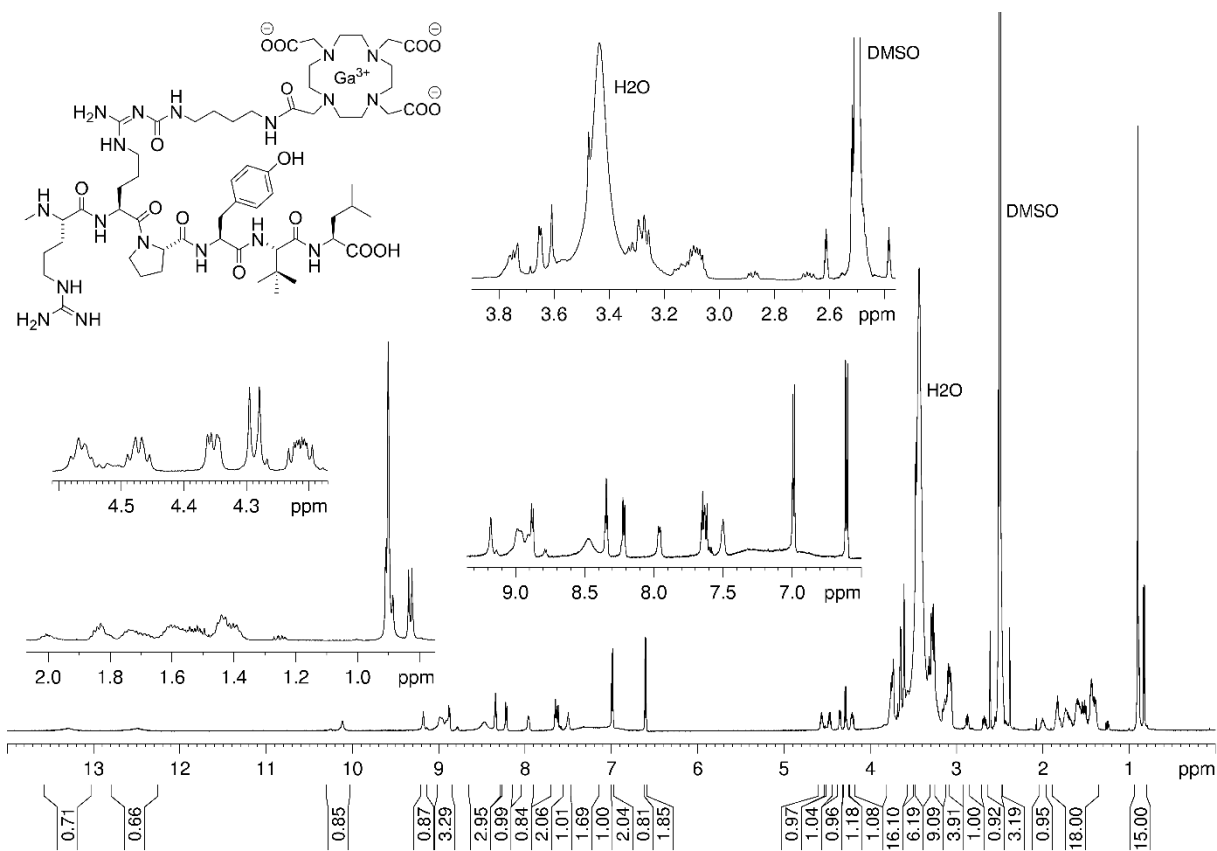 ⊖
OOC
⊖
COO
N N
Ga3+
H2N N H N O
N N
⊖
COO
HN O
N H
OH
H N O
N H
O
N
O
N H
H N
O
N H
O
COOH
HN
H2N NH
H2O
DMSO
3.8 3.6 3.4 3.2 3.0 2.8 2.6 ppm
DMSO
H2O
4.5 4.4 4.3 ppm
9.0 8.5 8.0 7.5 7.0 ppm
2.0 1.8 1.6 1.4 1.2 1.0 ppm
13 12 11 10 9 8 7 6 5 4 3 2 1 ppm
0.71 0.66 0.85 0.87 3.29 2.95 0.99 0.84 2.06 1.01 1.69 1.00 2.04 0.81 1.85 0.97 1.04 0.96 1.18 1.08 16.10 6.19 9.09 3.91 1.00 0.92 3.19 0.95 18.00 15.00